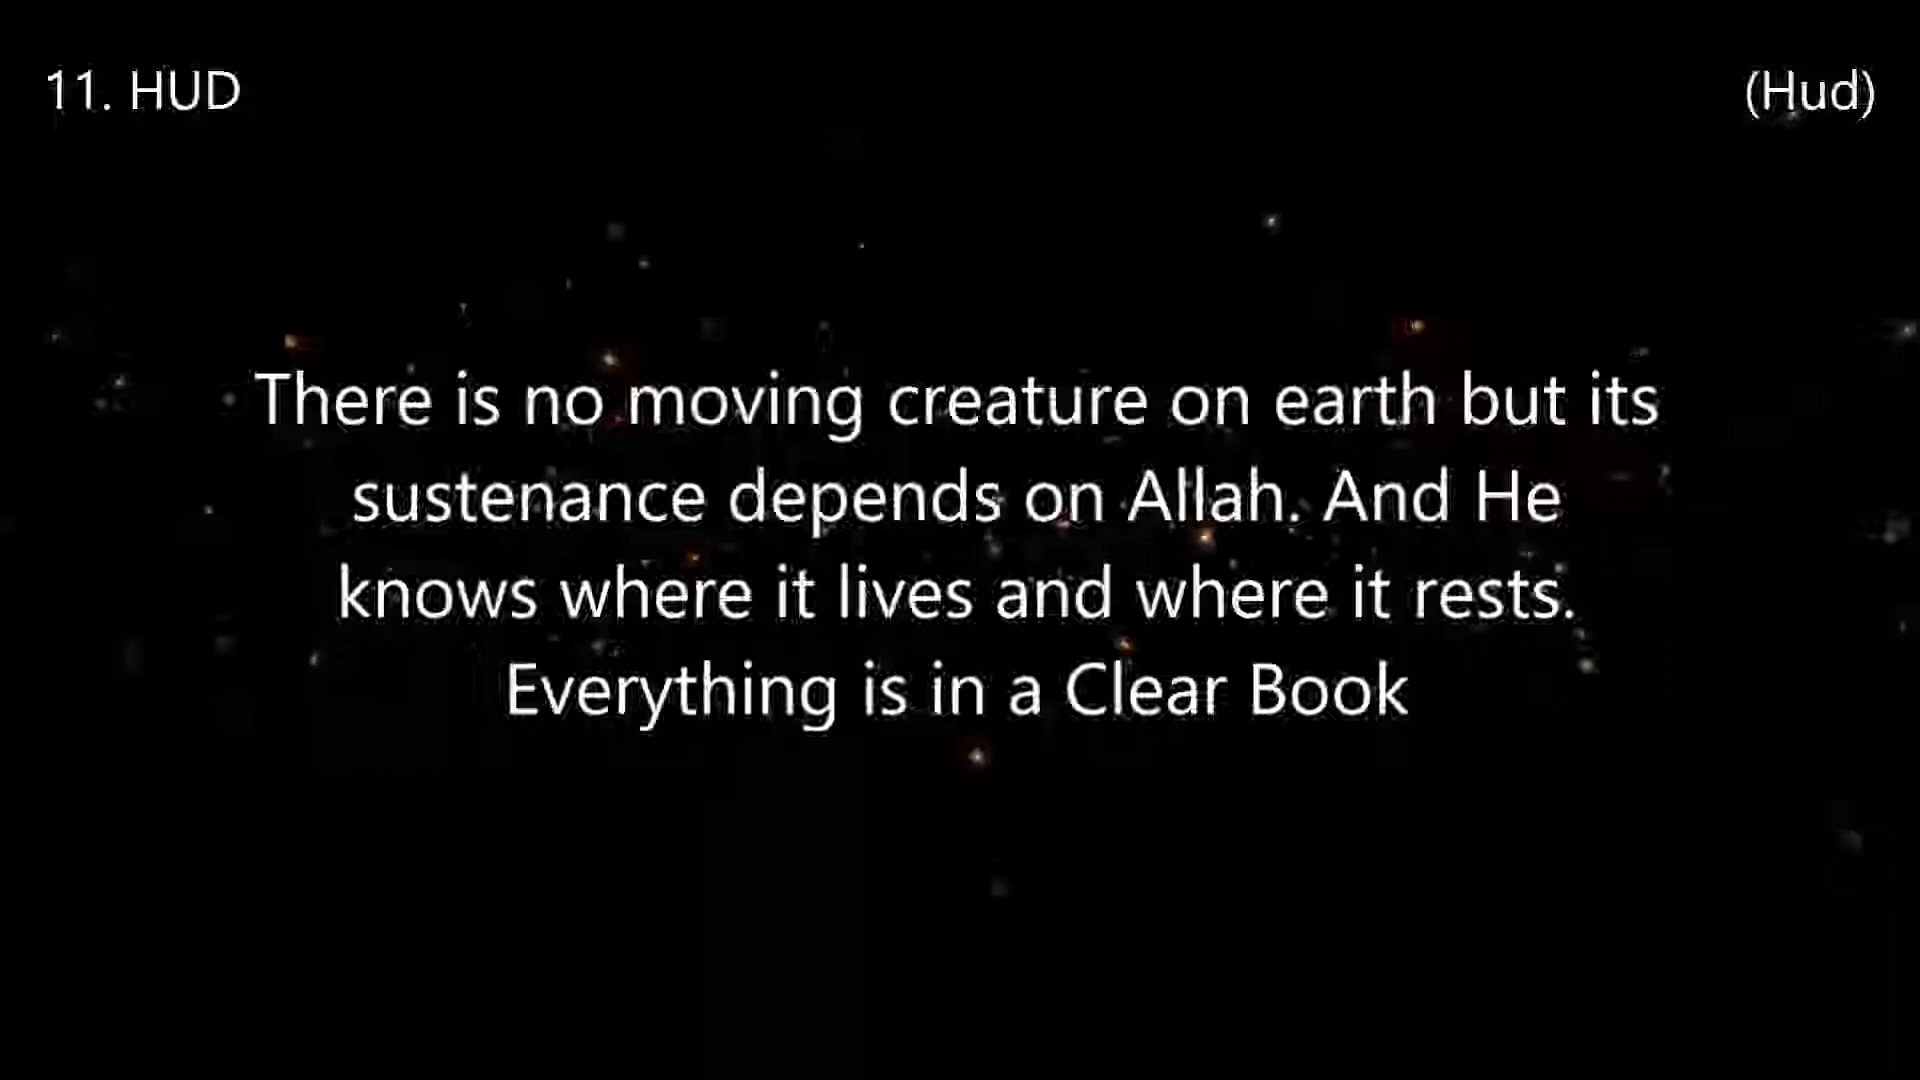 11. HUD
(Hud)
There is no moving creature on earth but its
sustenance depends on Allah. And He
knows where it lives and where it rests.
Everything is in a Clear Book